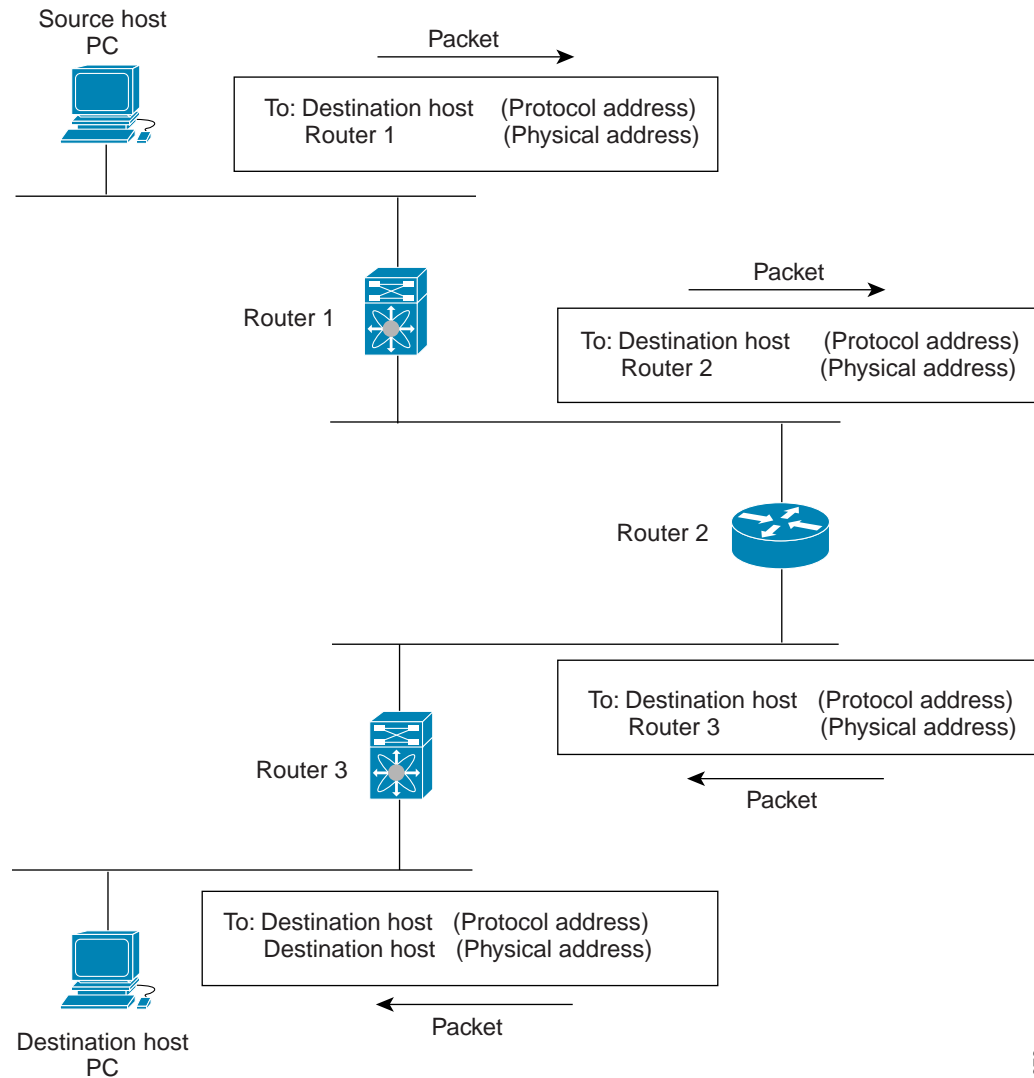 Source host
PC
Packet
To: Destination host (Protocol address)
Router 1 (Physical address)
Router 1
Packet
To: Destination host (Protocol address)
Router 2 (Physical address)
Router 2
To: Destination host (Protocol address)
Router 3 (Physical address)
Router 3
Packet
To: Destination host (Protocol address)
Destination host (Physical address)
Packet
Destination host
PC